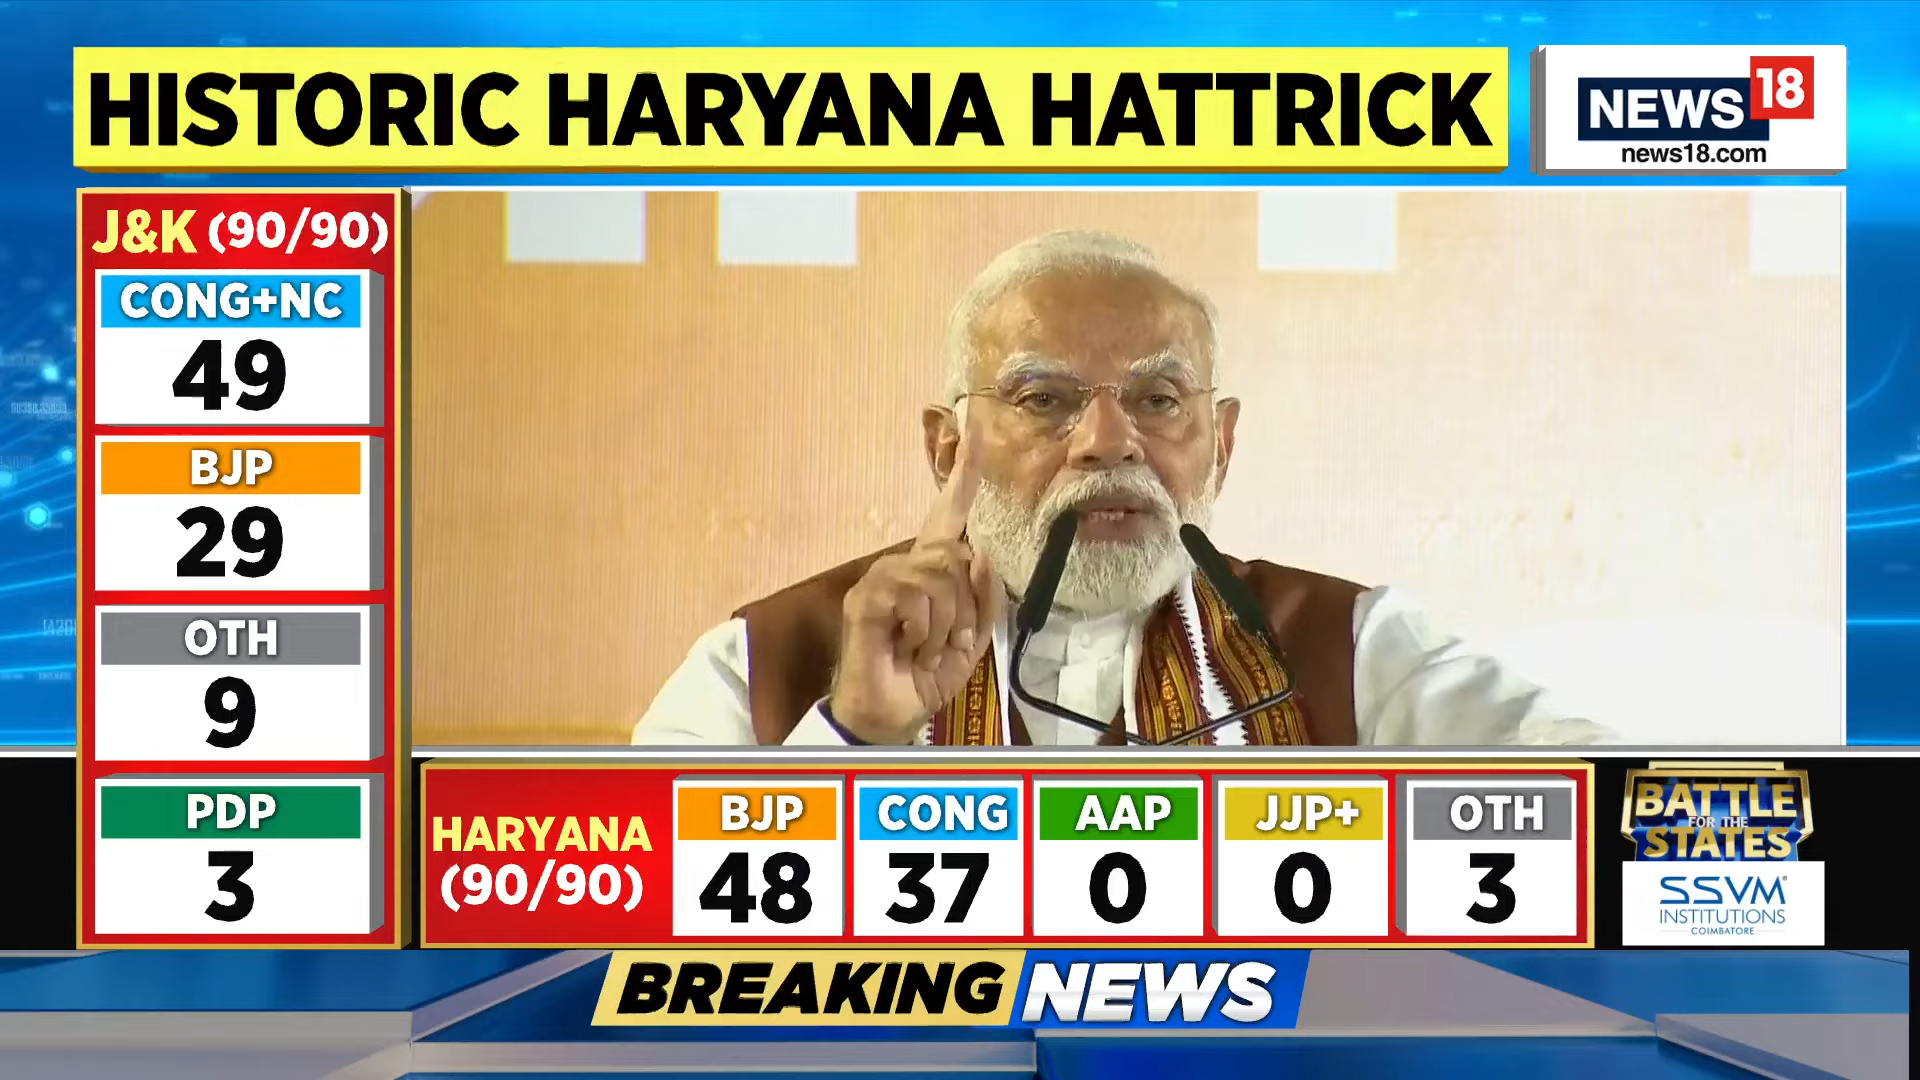 HISTORIC HARYANA HATTRICK
NEWS 18
news18.com
J&K (90/90)
CONG+NC
49
BJP
29
OTH
9
PDP
3
HARYANA
(90/90)
BJP
48
CONG
37
AAP
0
JJP+
0
OTH
3
BATTLE
FOR THE
STATES
SSVM
INSTITUTIONS
COIMBATORE
BREAKING NEWS